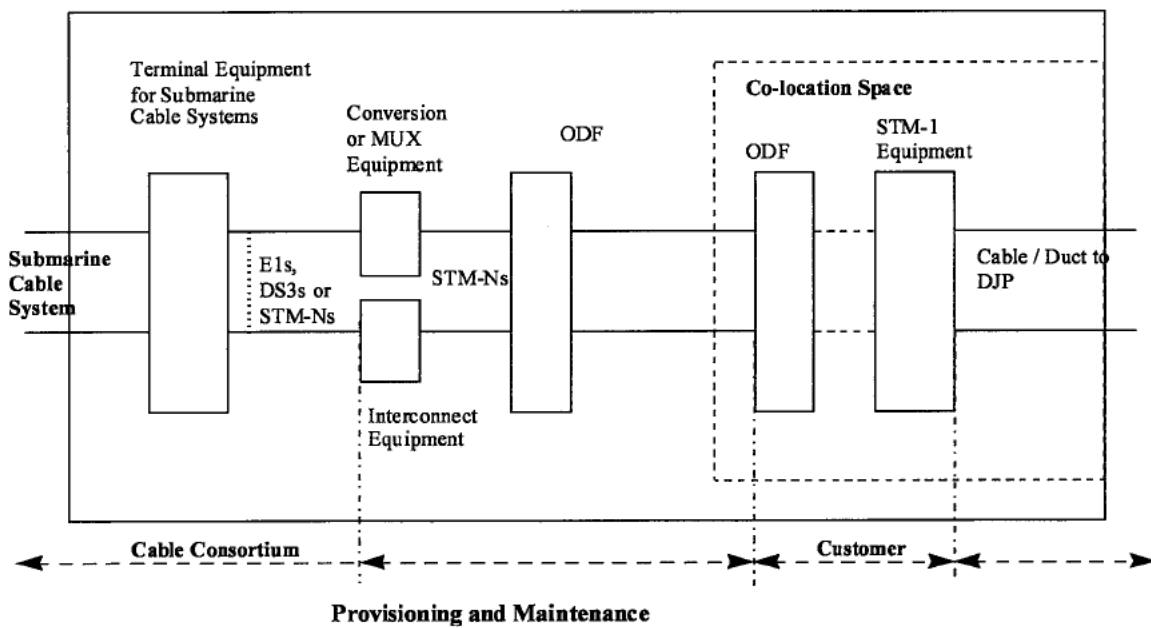 Terminal Equipment
for Submarine
Cable Systems
Conversion
or MUX
Equipment
ODF
Co-location Space
ODF
STM-1
Equipment
Submarine
Cable
System
E1s,
DS3s or
STM-Ns
STM-Ns
Cable / Duct to
DJP
Interconnect
Equipment
Cable Consortium
Customer
Provisioning and Maintenance